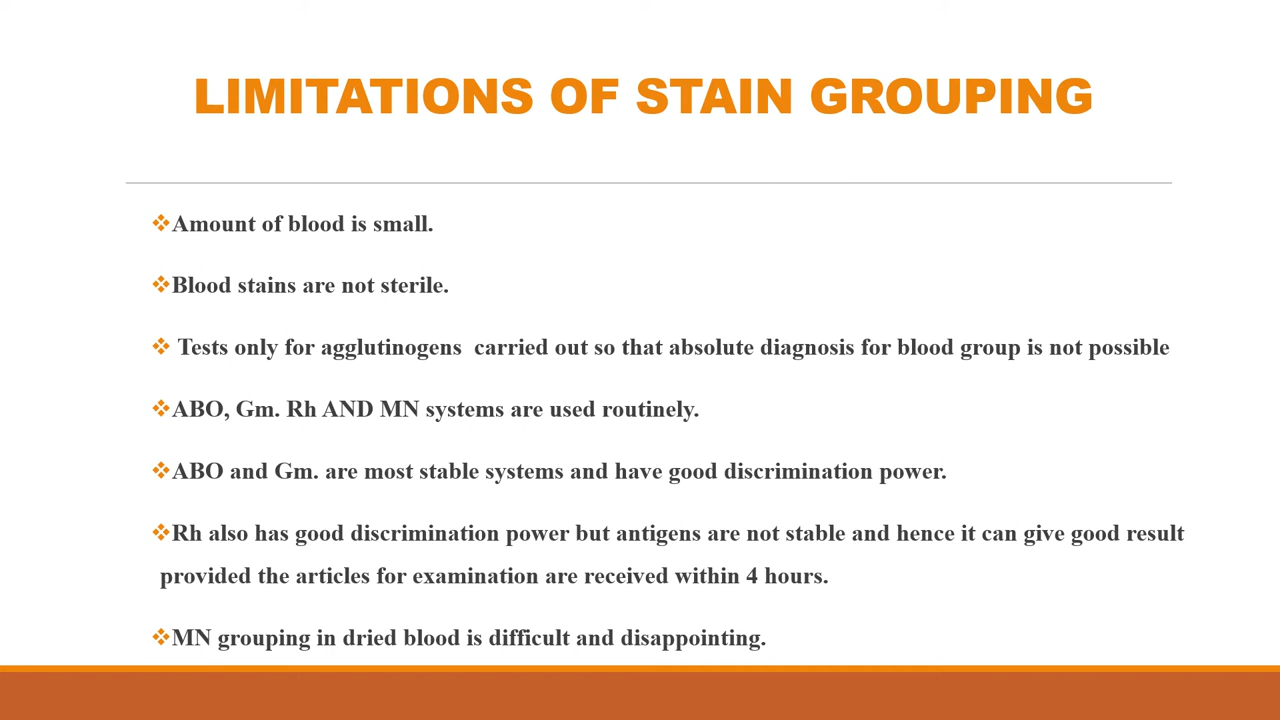 LIMITATIONS OF STAIN GROUPING
❖Amount of blood is small.
❖Blood stains are not sterile.
❖ Tests only for agglutinogens  carried out so that absolute diagnosis for blood group is not possible
❖ABO, Gm. Rh AND MN systems are used routinely.
❖ABO and Gm. are most stable systems and have good discrimination power.
❖Rh also has good discrimination power but antigens are not stable and hence it can give good result
provided the articles for examination are received within 4 hours.
❖MN grouping in dried blood is difficult and disappointing.